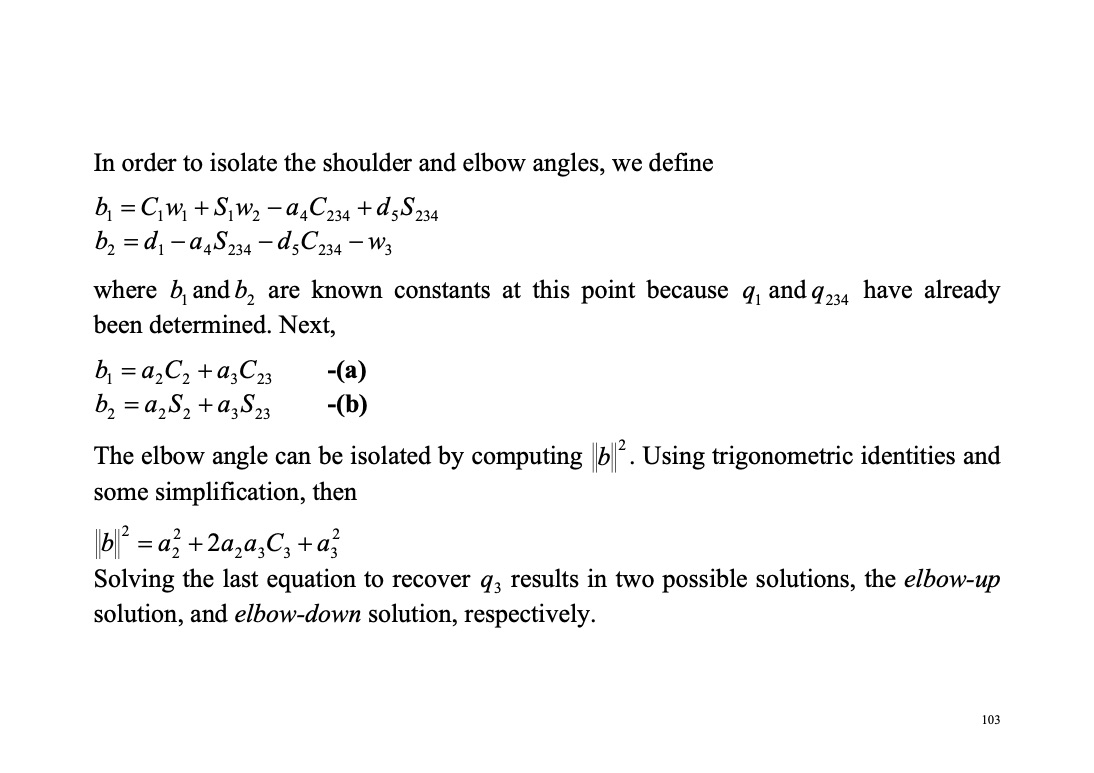 In order to isolate the shoulder and elbow angles, we define
b₁ = C₁w₁ + S₁w₂ − a₄C₂₃₄ + d₅S₂₃₄
b₂ = d₁ − a₄S₂₃₄ − d₅C₂₃₄ − w₃
where b₁ and b₂ are known constants at this point because q₁ and q₂₃₄ have already
been determined. Next,
b₁ = a₂C₂ + a₃C₂₃ -(a)
b₂ = a₂S₂ + a₃S₂₃ -(b)
The elbow angle can be isolated by computing ‖b‖². Using trigonometric identities and
some simplification, then
‖b‖² = a₂² + 2a₂a₃C₃ + a₃²
Solving the last equation to recover q₃ results in two possible solutions, the elbow-up
solution, and elbow-down solution, respectively.
103